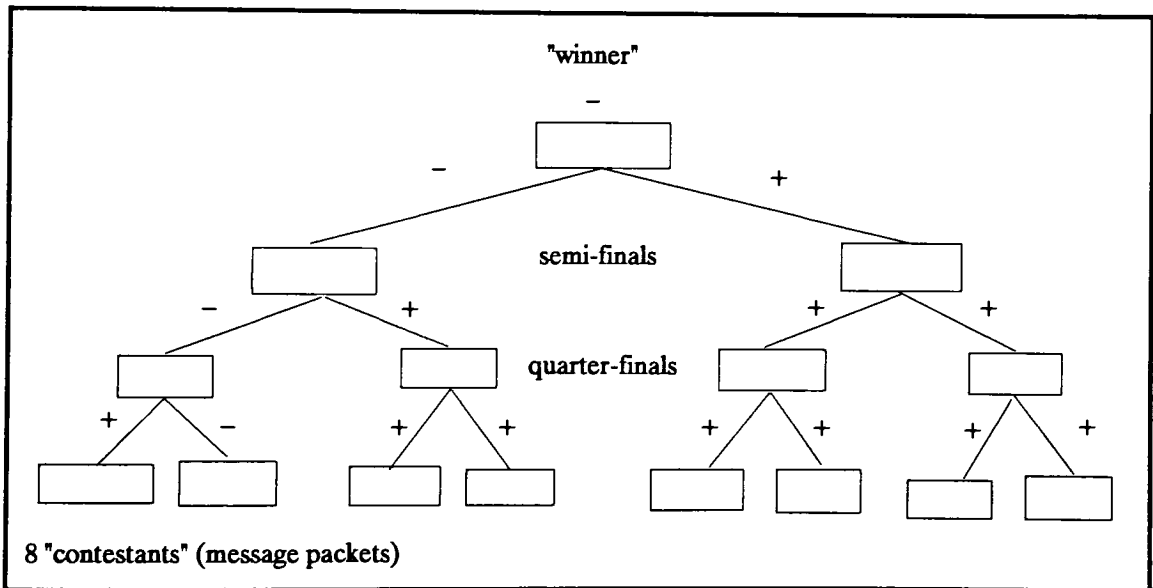 "winner"
–
– +
semi-finals
– + + +
quarter-finals
+ – + + + + + +
8 "contestants" (message packets)